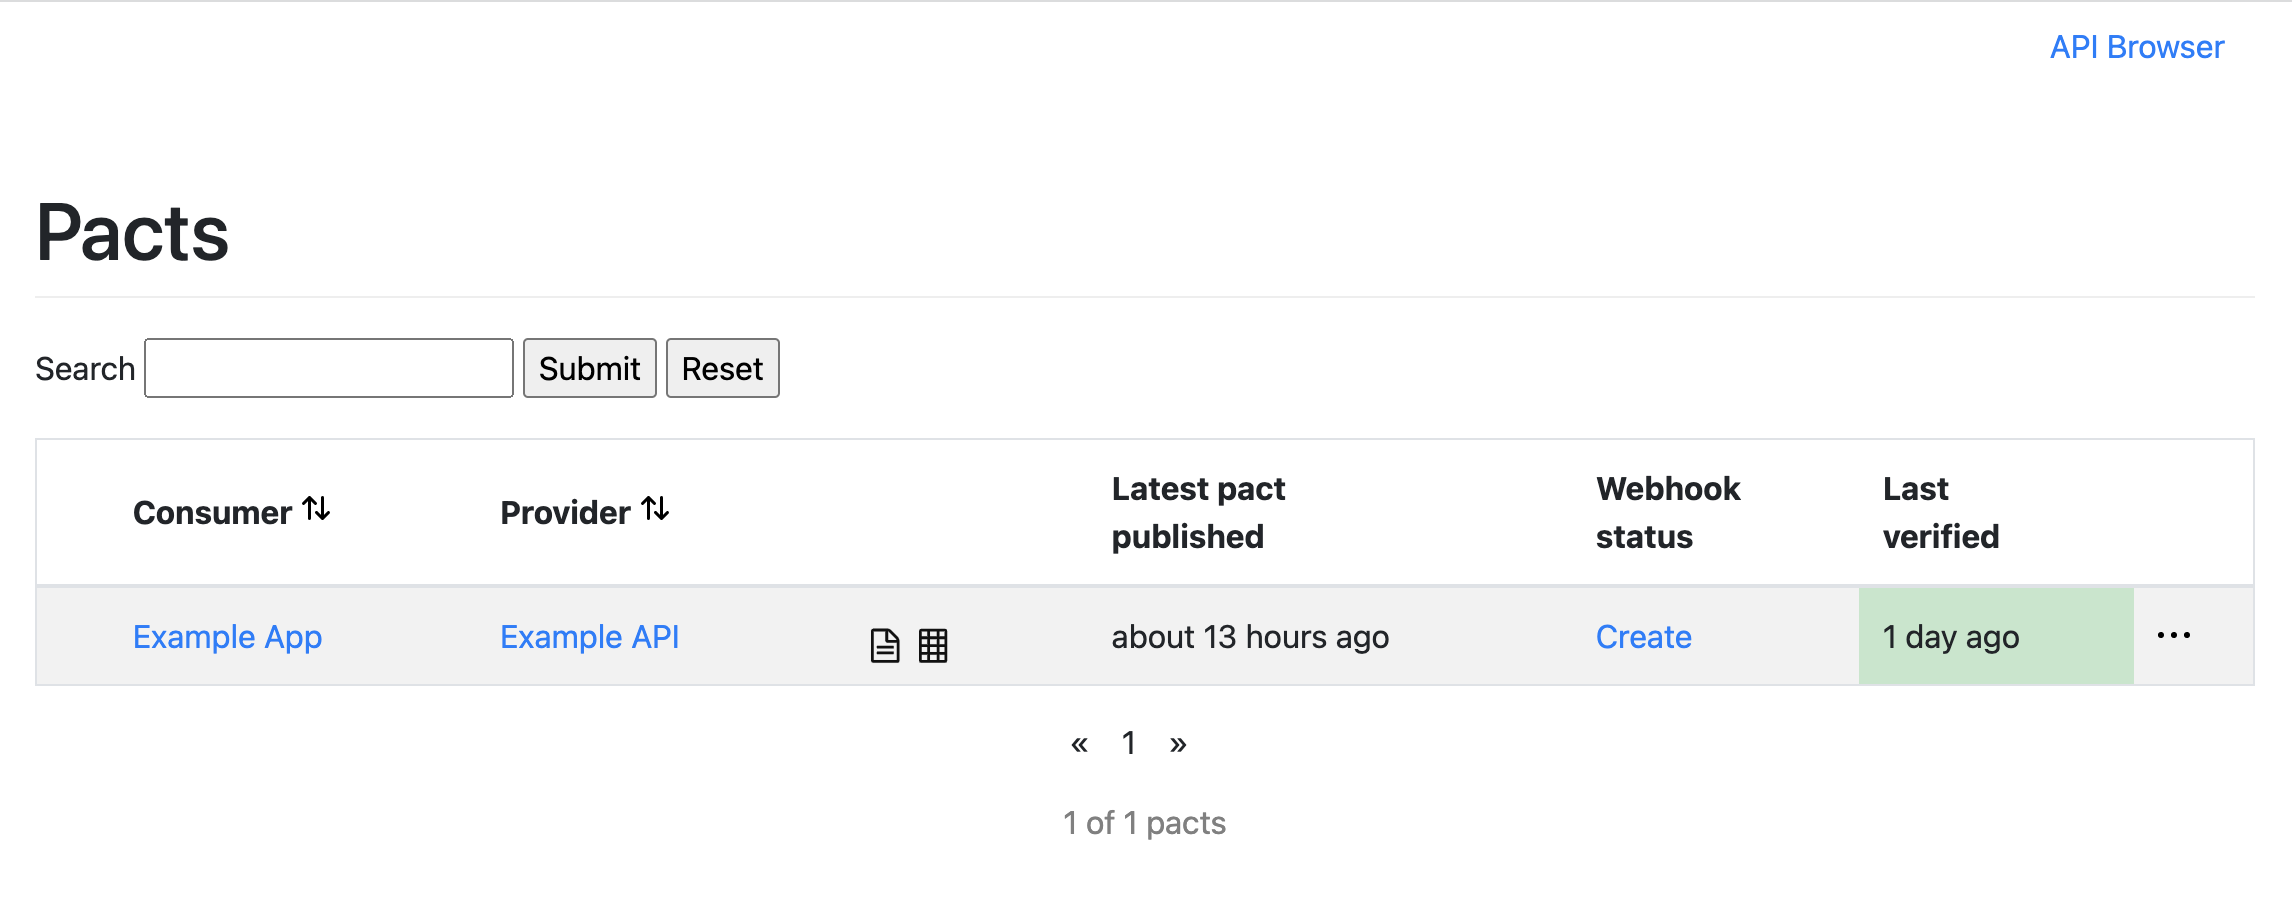 API Browser
Pacts
Search Submit Reset
Consumer Provider Latest pact published Webhook status Last verified
Example App Example API about 13 hours ago Create 1 day ago ...
« 1 »
1 of 1 pacts